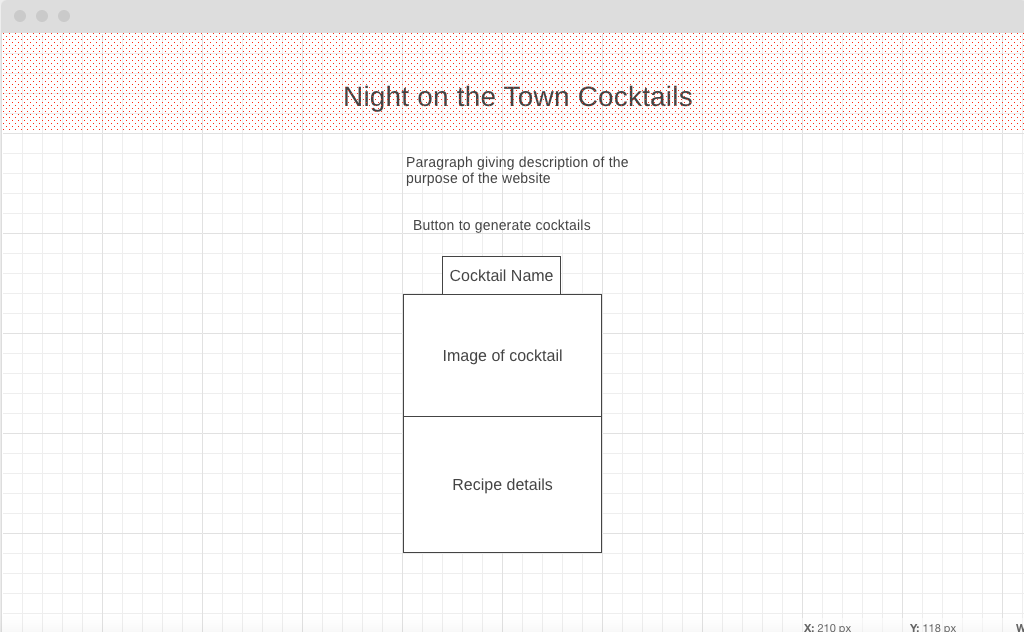 Night on the Town Cocktails
Paragraph giving description of the
purpose of the website
Button to generate cocktails
Cocktail Name
Image of cocktail
Recipe details
X: 210 px Y: 118 px W